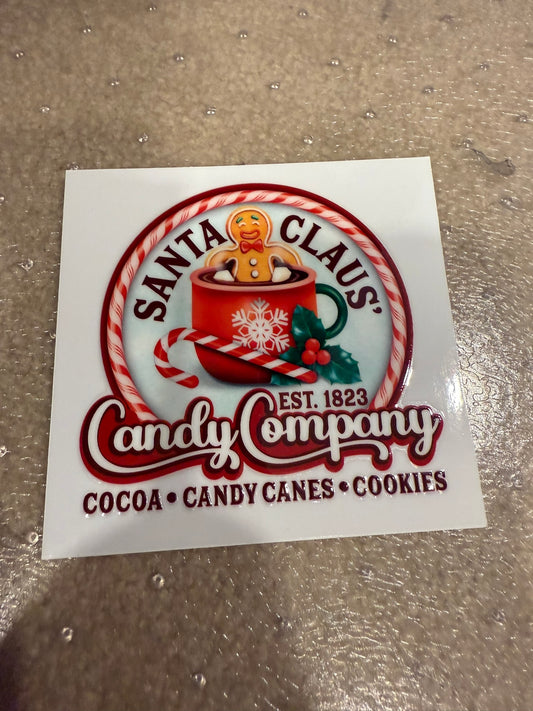 SANTA CLAUS'
EST. 1823
Candy Company
COCOA • CANDY CANES • COOKIES